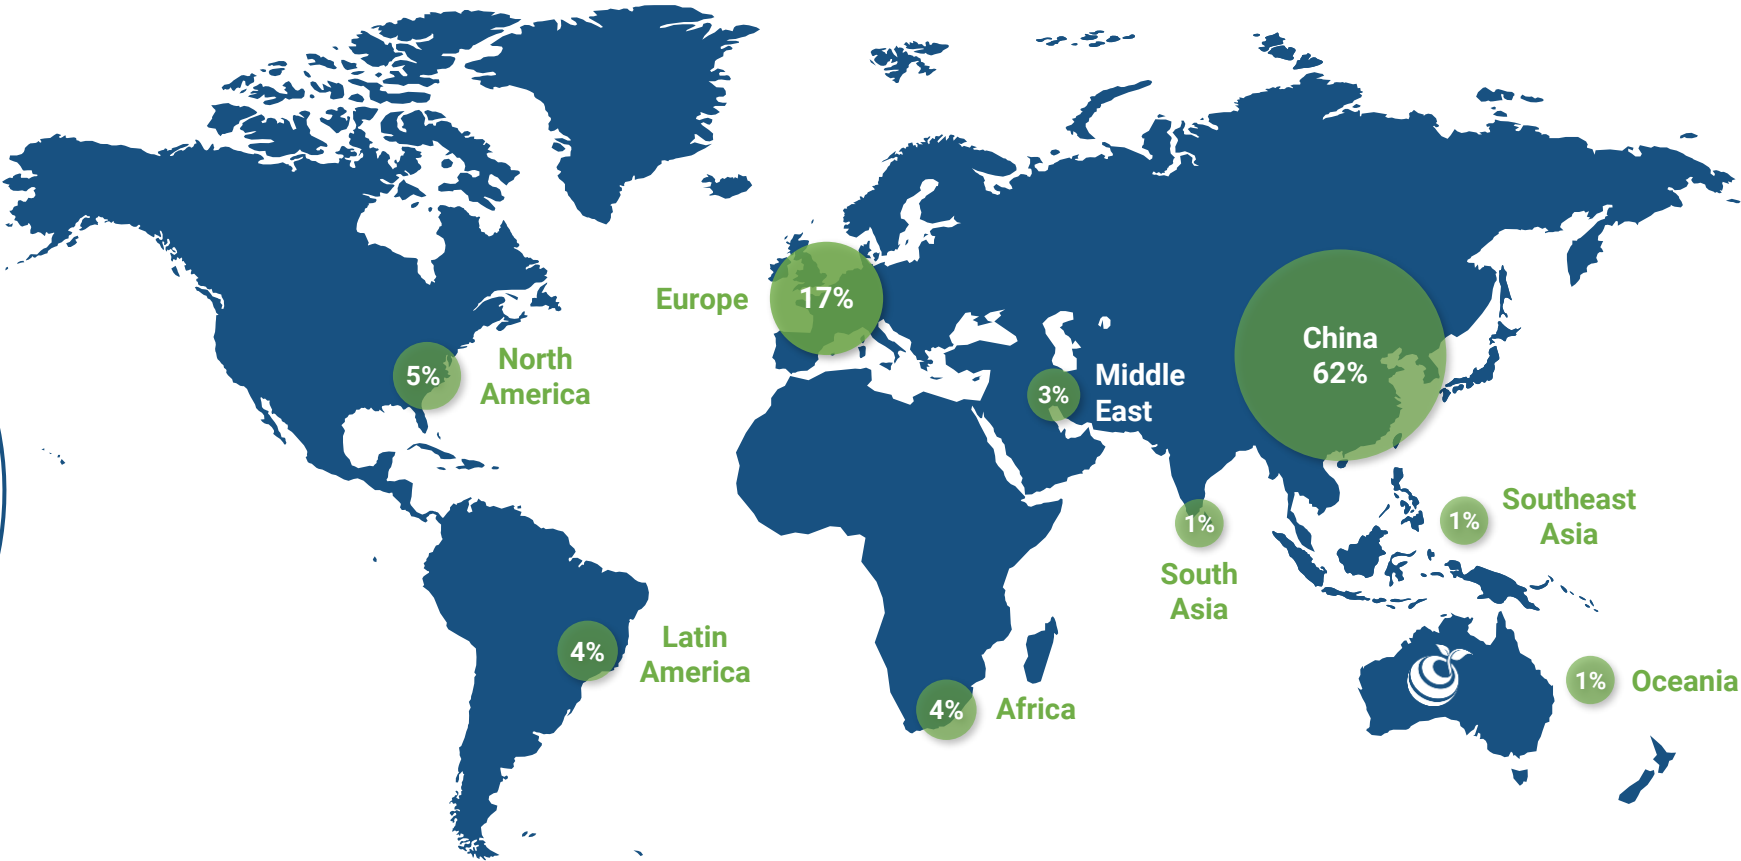 Europe
17%
China
62%
North
America
5%
Middle
East
3%
Southeast
Asia
1%
South
Asia
1%
Latin
America
4%
Africa
4%
Oceania
1%